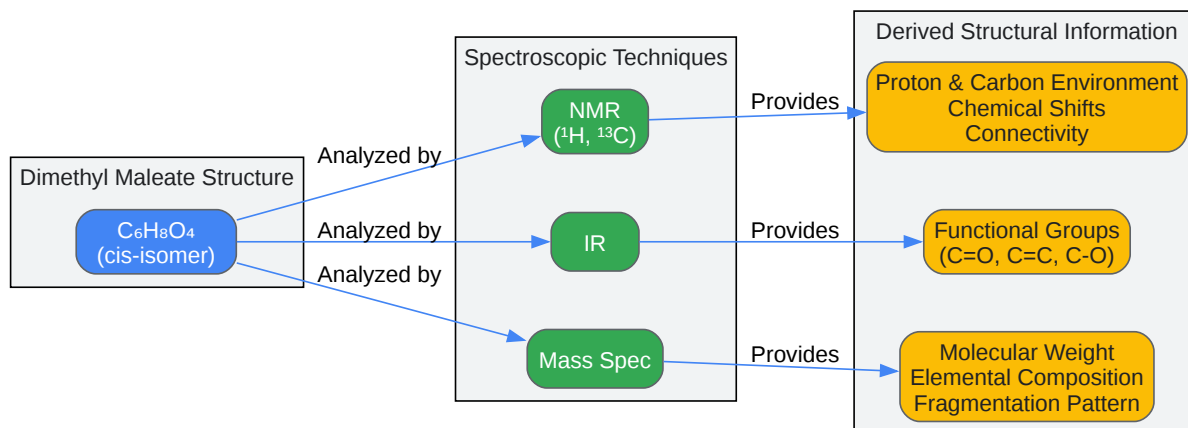 Dimethyl Maleate Structure
C₆H₈O₄
(cis-isomer)
Analyzed by
Analyzed by
Analyzed by
Spectroscopic Techniques
NMR
(¹H, ¹³C)
IR
Mass Spec
Provides
Provides
Provides
Derived Structural Information
Proton & Carbon Environment
Chemical Shifts
Connectivity
Functional Groups
(C=O, C=C, C-O)
Molecular Weight
Elemental Composition
Fragmentation Pattern